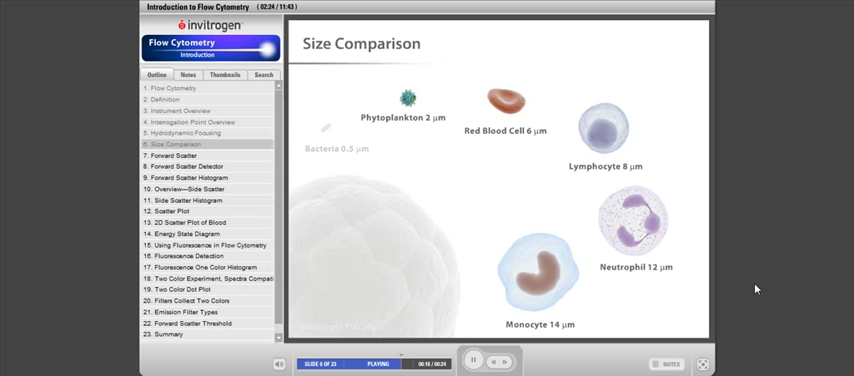 Introduction to Flow Cytometry ( 02:24 / 11:43 )
invitrogen
Flow Cytometry
Introduction
Outline Notes Thumbnails Search
1. Flow Cytometry
2. Definition
3. Instrument Overview
4. Interrogation Point Overview
5. Hydrodynamic Focusing
6. Size Comparison
7. Forward Scatter
8. Forward Scatter Detector
9. Forward Scatter Histogram
10. Overview—Side Scatter
11. Side Scatter Histogram
12. Scatter Plot
13. 2D Scatter Plot of Blood
14. Energy State Diagram
15. Using Fluorescence in Flow Cytometry
16. Fluorescence Detection
17. Fluorescence One Color Histogram
18. Two Color Experiment, Spectra Compati
19. Two Color Dot Plot
20. Filters Collect Two Colors
21. Emission Filter Types
22. Forward Scatter Threshold
23. Summary
Size Comparison
Phytoplankton 2 µm
Red Blood Cell 6 µm
Bacteria 0.5 µm
Lymphocyte 8 µm
Neutrophil 12 µm
Monocyte 14 µm
SLIDE 6 OF 23 PLAYING 00:16 / 00:24
NOTES